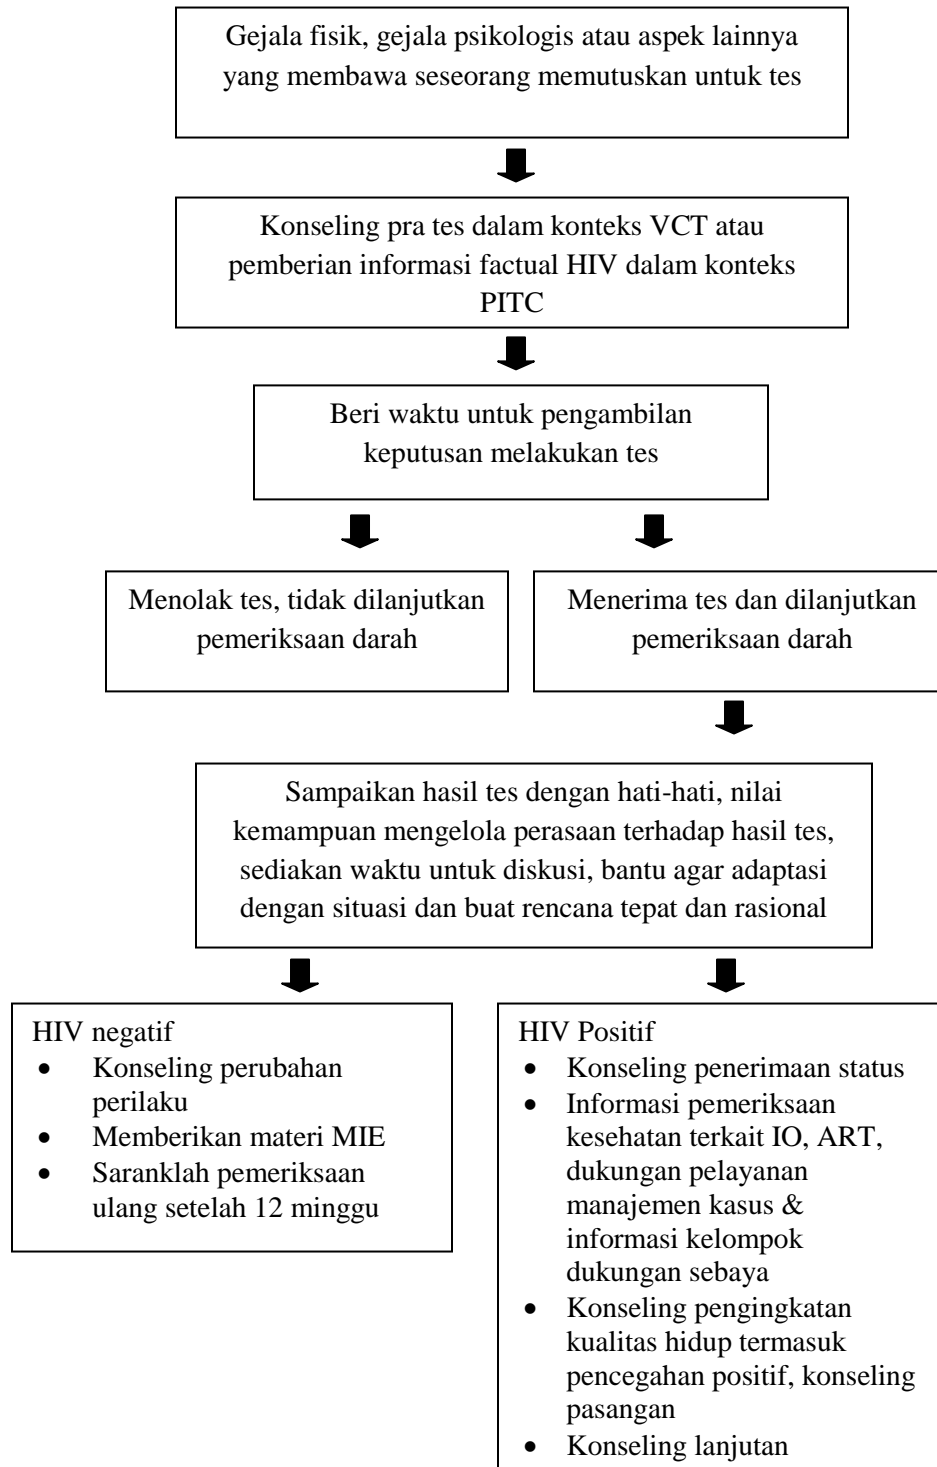 Gejala fisik, gejala psikologis atau aspek lainnya
yang membawa seseorang memutuskan untuk tes
Konseling pra tes dalam konteks VCT atau
pemberian informasi factual HIV dalam konteks
PITC
Beri waktu untuk pengambilan
keputusan melakukan tes
Menolak tes, tidak dilanjutkan
pemeriksaan darah
Menerima tes dan dilanjutkan
pemeriksaan darah
Sampaikan hasil tes dengan hati-hati, nilai
kemampuan mengelola perasaan terhadap hasil tes,
sediakan waktu untuk diskusi, bantu agar adaptasi
dengan situasi dan buat rencana tepat dan rasional
HIV negatif
• Konseling perubahan
perilaku
• Memberikan materi MIE
• Saranklah pemeriksaan
ulang setelah 12 minggu
HIV Positif
• Konseling penerimaan status
• Informasi pemeriksaan
kesehatan terkait IO, ART,
dukungan pelayanan
manajemen kasus &
informasi kelompok
dukungan sebaya
• Konseling pengingkatan
kualitas hidup termasuk
pencegahan positif, konseling
pasangan
• Konseling lanjutan